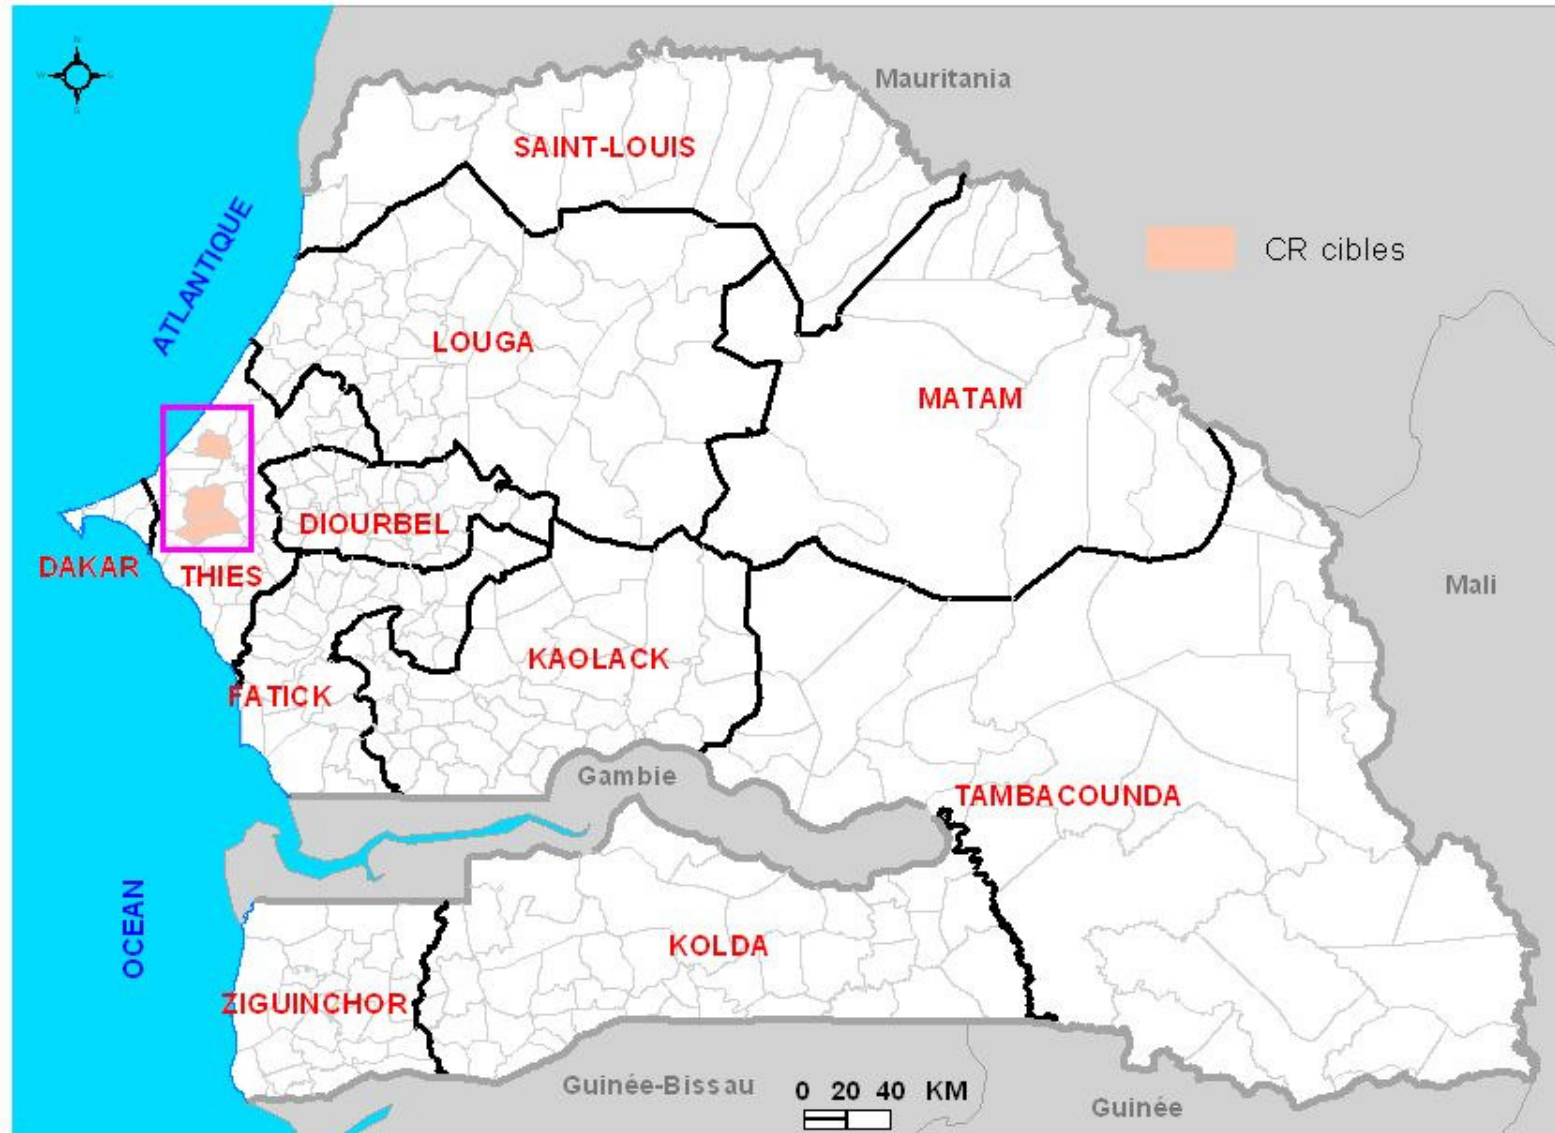 N
W
E
S
Mauritania
SAINT-LOUIS
ATLANTIQUE
CR cibles
LOUGA
MATAM
DIOURBEL
DAKAR
THIES
Mali
KAOLACK
FATICK
Gambie
TAMBACOUNDA
OCEAN
KOLDA
ZIGUINCHOR
Guinée-Bissau
0 20 40 KM
Guinée